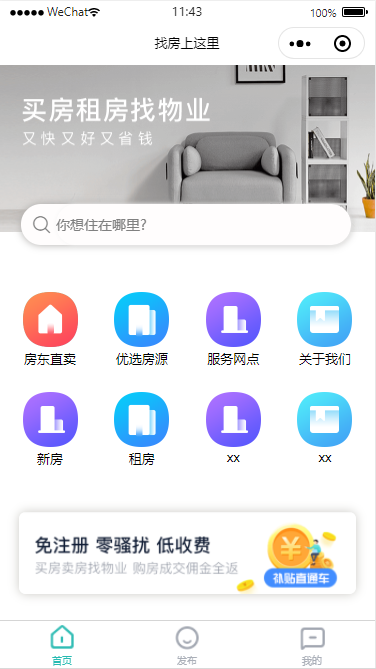 WeChat 11:43 100%
找房上这里
买房租房找物业
又快又好又省钱
你想住在哪里?
房东直卖 优选房源 服务网点 关于我们
新房 租房 xx xx
免注册 零骚扰 低收费
买房卖房找物业 购房成交佣金全返
补贴直通车
首页 发布 我的